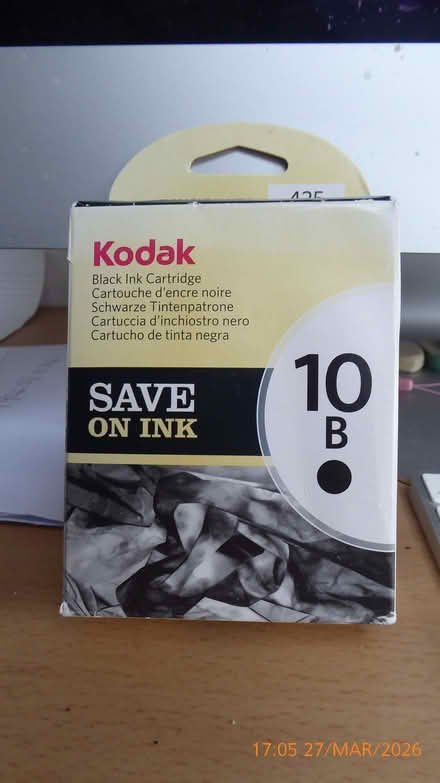 Kodak
Black Ink Cartridge
Cartouche d'encre noire
Schwarze Tintenpatrone
Cartuccia d'inchiostro nero
Cartucho de tinta negra
SAVE
ON INK
10
B
17:05 27/MAR/2026